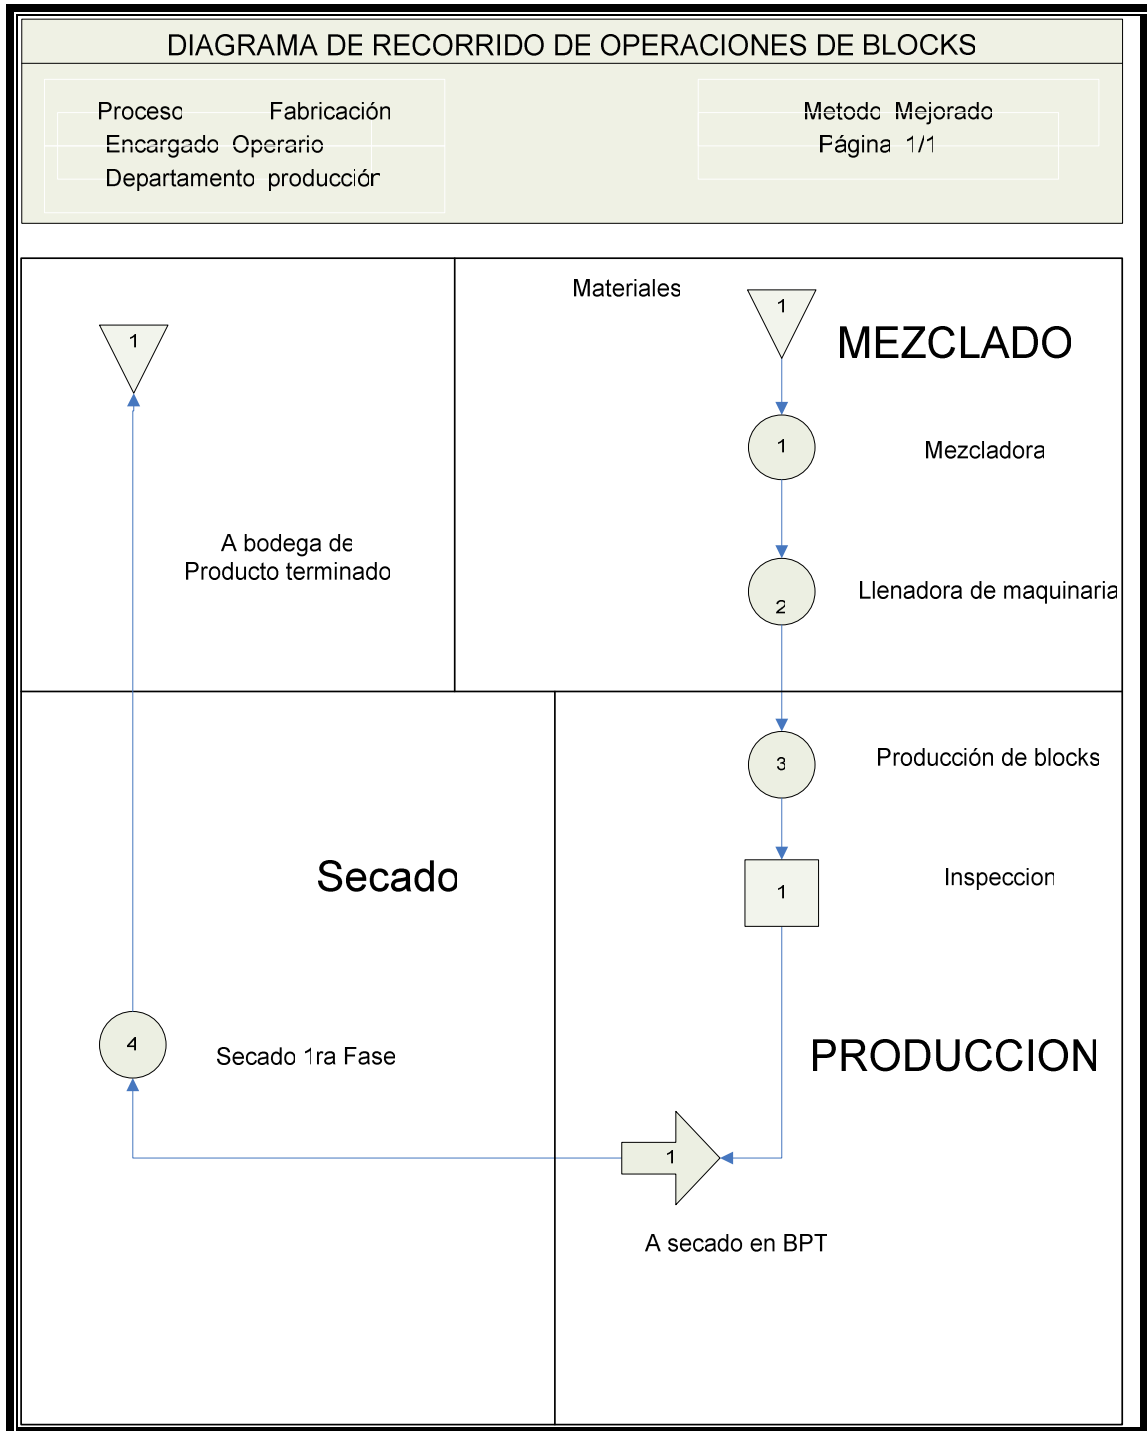 DIAGRAMA DE RECORRIDO DE OPERACIONES DE BLOCKS
Proceso Fabricación
Encargado Operario
Departamento producción
Metodo Mejorado
Página 1/1
Materiales
1
MEZCLADO
1
Mezcladora
2
Llenadora de maquinaria
1
A bodega de
Producto terminado
3
Producción de blocks
1
Inspeccion
PRODUCCION
1
A secado en BPT
Secado
4
Secado 1ra Fase